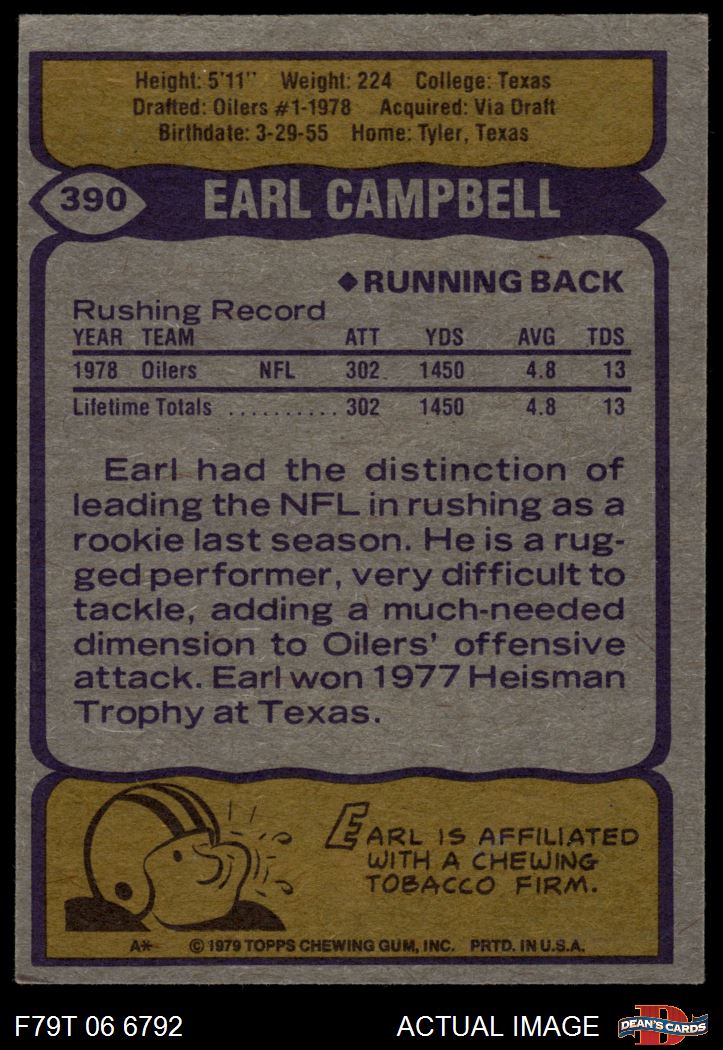 Height: 5'11" Weight: 224 College: Texas
Drafted: Oilers #1-1978 Acquired: Via Draft
Birthdate: 3-29-55 Home: Tyler, Texas
390 EARL CAMPBELL
◆RUNNING BACK
Rushing Record
YEAR TEAM ATT YDS AVG TDS
1978 Oilers NFL 302 1450 4.8 13
Lifetime Totals .......... 302 1450 4.8 13
Earl had the distinction of
leading the NFL in rushing as a
rookie last season. He is a rug-
ged performer, very difficult to
tackle, adding a much-needed
dimension to Oilers' offensive
attack. Earl won 1977 Heisman
Trophy at Texas.
EARL IS AFFILIATED
WITH A CHEWING
TOBACCO FIRM.
A* © 1979 TOPPS CHEWING GUM, INC. PRTD. IN U.S.A.
F79T 06 6792 ACTUAL IMAGE D DEAN'S CARDS